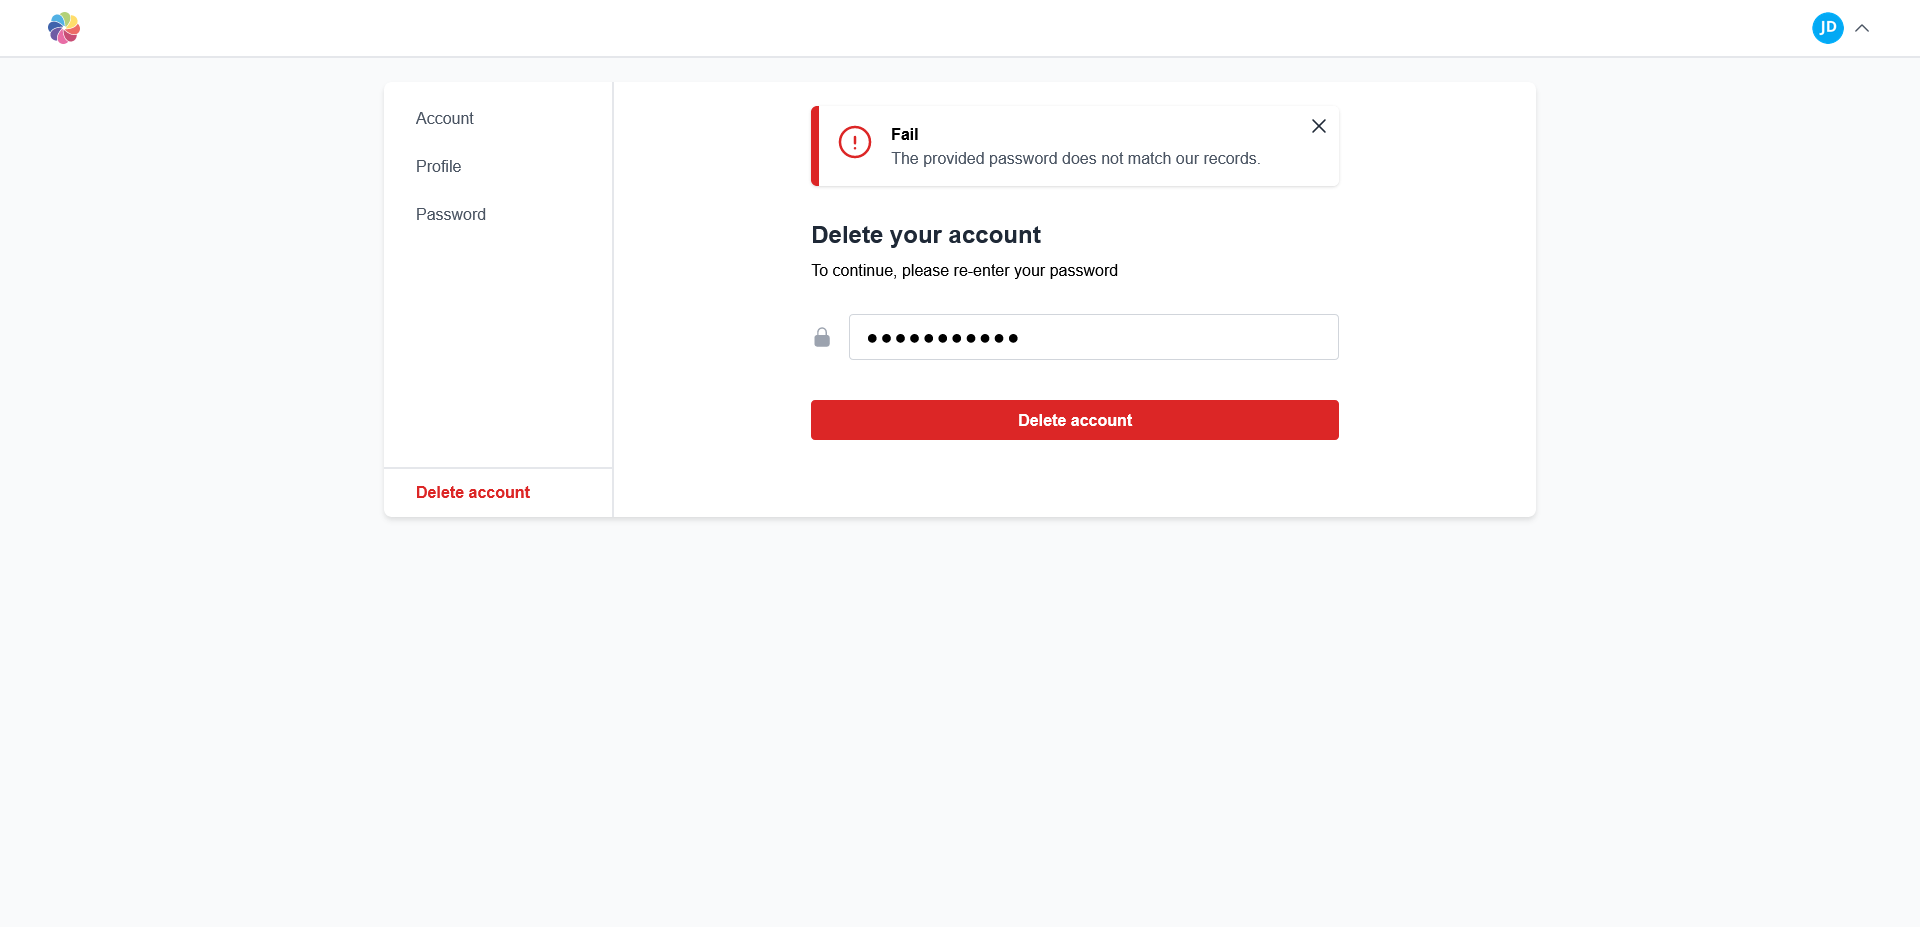 JD
Account
Profile
Password
Delete account
Fail
The provided password does not match our records.
Delete your account
To continue, please re-enter your password
Delete account